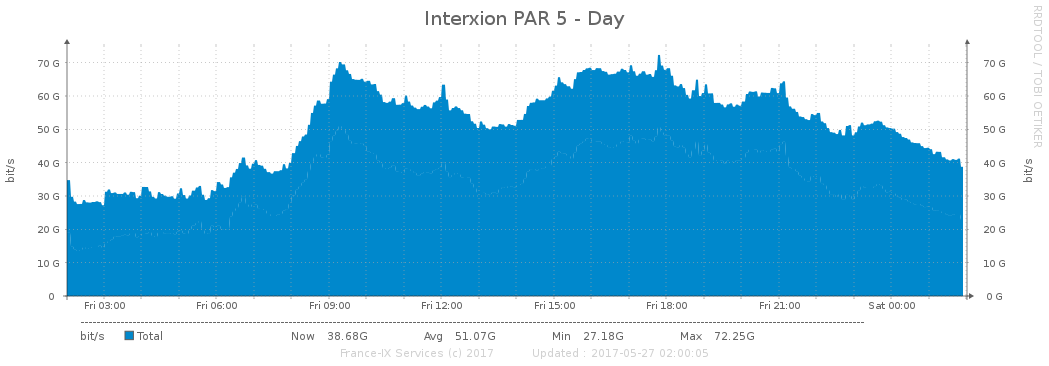 Interxion PAR 5 - Day
RRDTOOL / TOBI OETIKER
bit/s
bit/s
70 G 70 G
60 G 60 G
50 G 50 G
40 G 40 G
30 G 30 G
20 G 20 G
10 G 10 G
0 0 G
Fri 03:00 Fri 06:00 Fri 09:00 Fri 12:00 Fri 15:00 Fri 18:00 Fri 21:00 Sat 00:00
bit/s Total Now 38.68G Avg 51.07G Min 27.18G Max 72.25G
France-IX Services (c) 2017 Updated : 2017-05-27 02:00:05